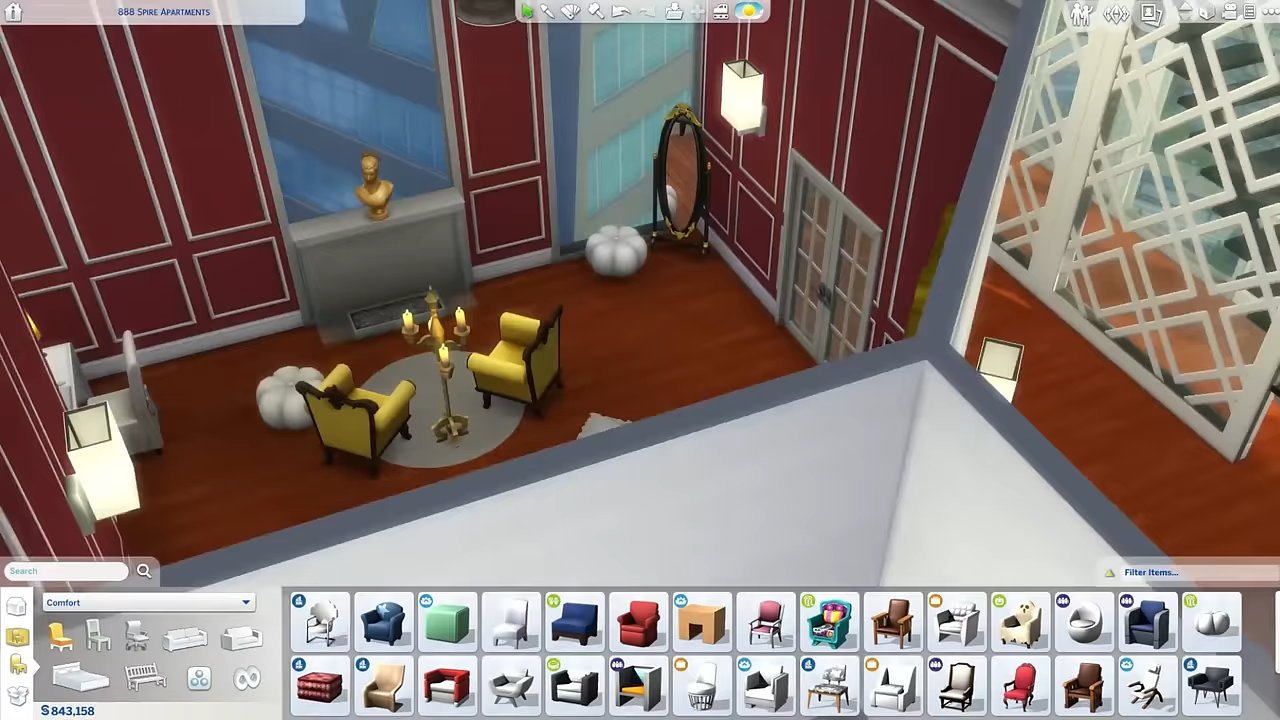 888 Spire Apartments
Search
Filter Items...
Comfort
§843,158